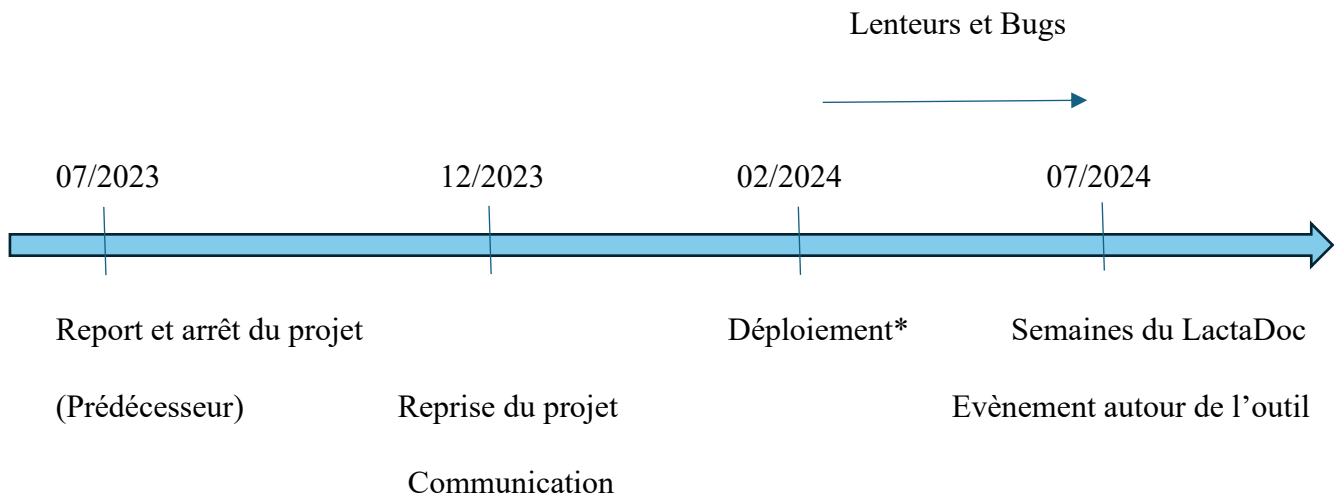 Lenteurs et Bugs
07/2023 12/2023 02/2024 07/2024
Report et arrêt du projet Déploiement* Semaines du LactaDoc
(Prédécesseur) Reprise du projet Evènement autour de l’outil
Communication